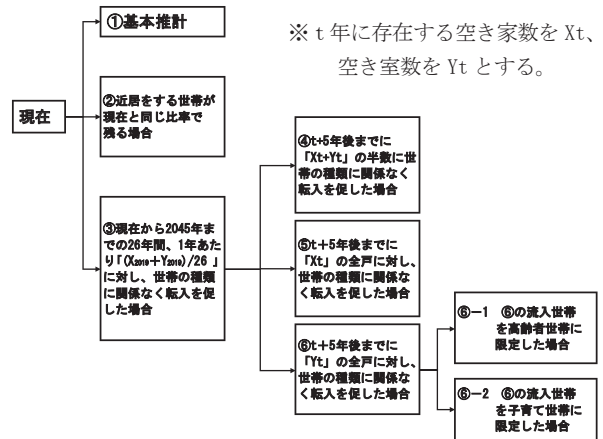 ①基本推計
※ t 年に存在する空き家数を Xt、
空き室数を Yt とする。
現在
②近居をする世帯が
現在と同じ比率で
残る場合
③現在から2045年ま
での26年間、1年あた
り「(X₂₀₁₉+Y₂₀₁₉)/26 」
に対し、世帯の種類
に関係なく転入を促
した場合
④t+5年後までに
「Xt+Yt」の半数に世
帯の種類に関係なく
転入を促した場合
⑤t+5年後までに
「Xt」の全戸に対し、
世帯の種類に関係な
く転入を促した場合
⑥t+5年後までに
「Yt」の全戸に対し、
世帯の種類に関係な
く転入を促した場合
⑥ー1 ⑥の流入世帯
を高齢者世帯に
限定した場合
⑥ー2 ⑥の流入世帯
を子育て世帯に
限定した場合